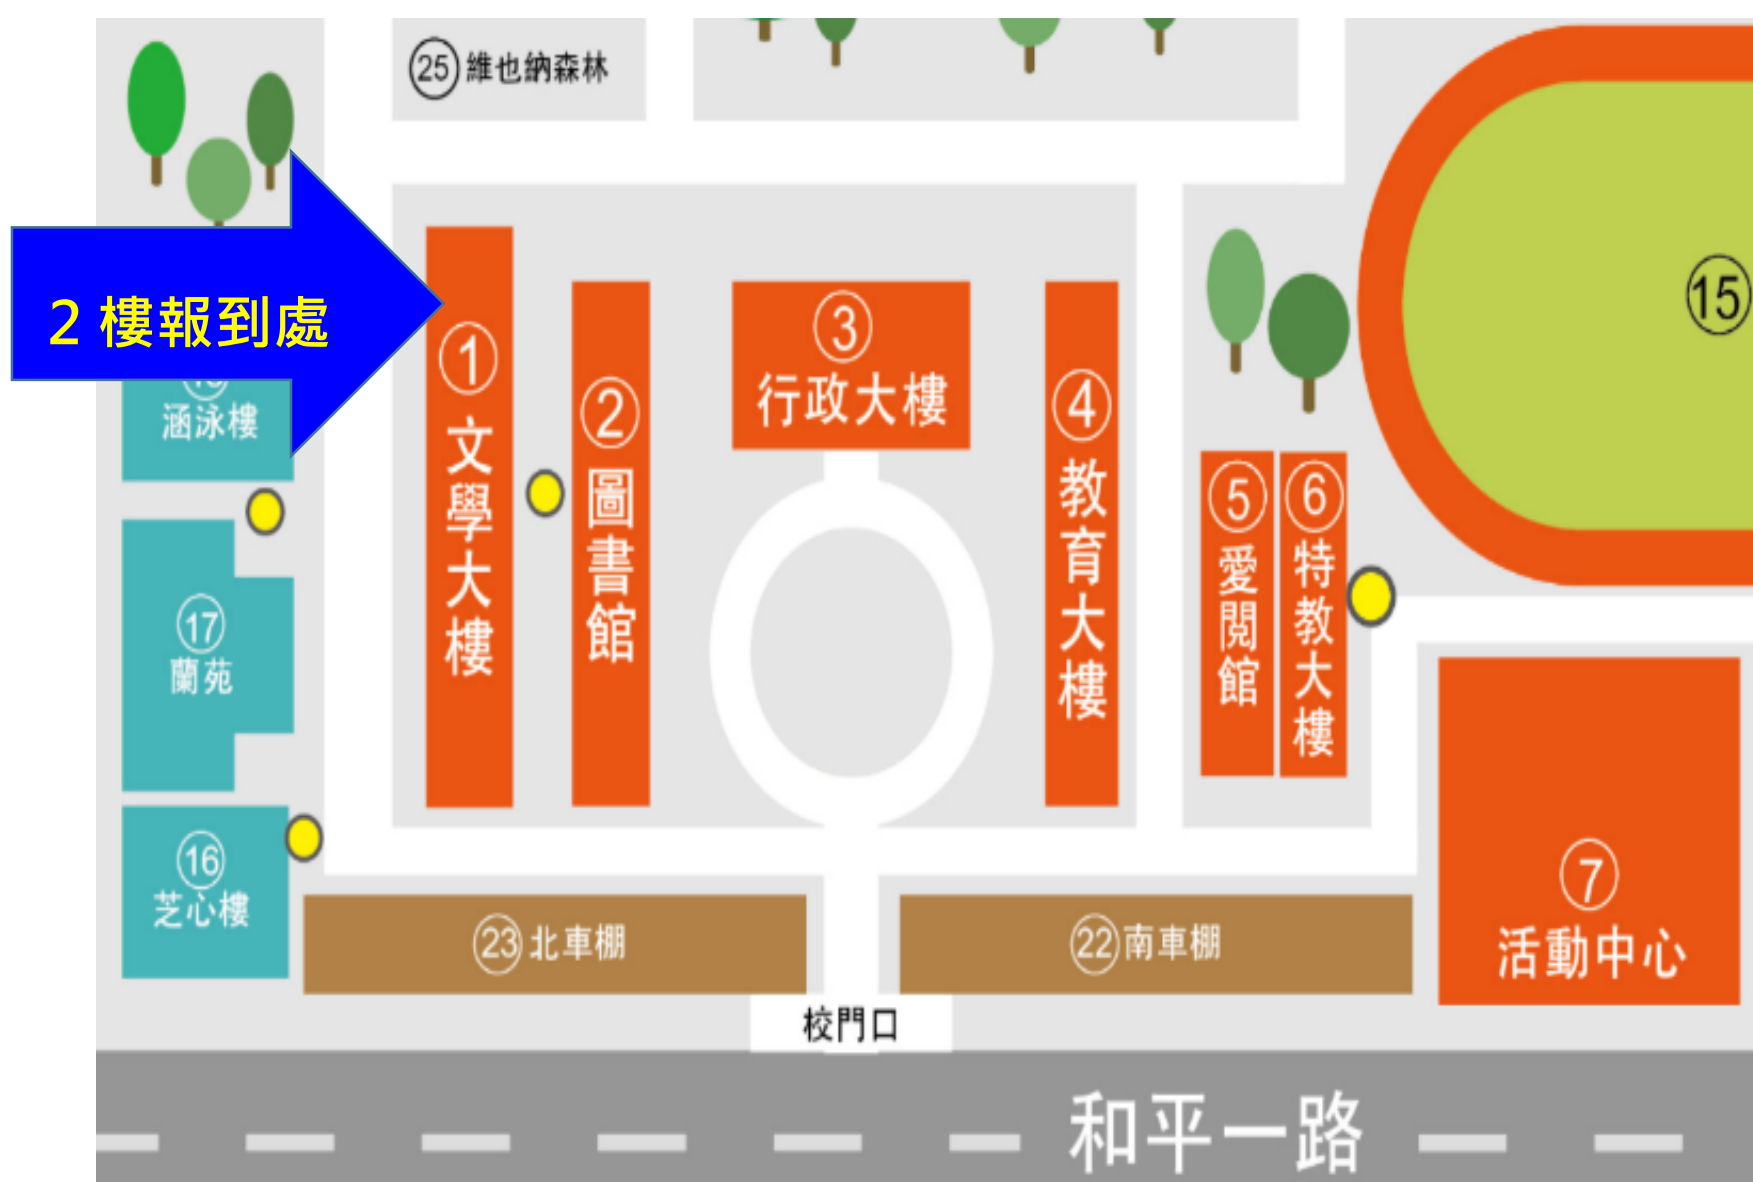 25 維也納森林
2 樓報到處
15
1 文學大樓
2 圖書館
3 行政大樓
4 教育大樓
5 愛閱館
6 特教大樓
涵泳樓
17 蘭苑
16 芝心樓
7 活動中心
23 北車棚
22 南車棚
校門口
和平一路